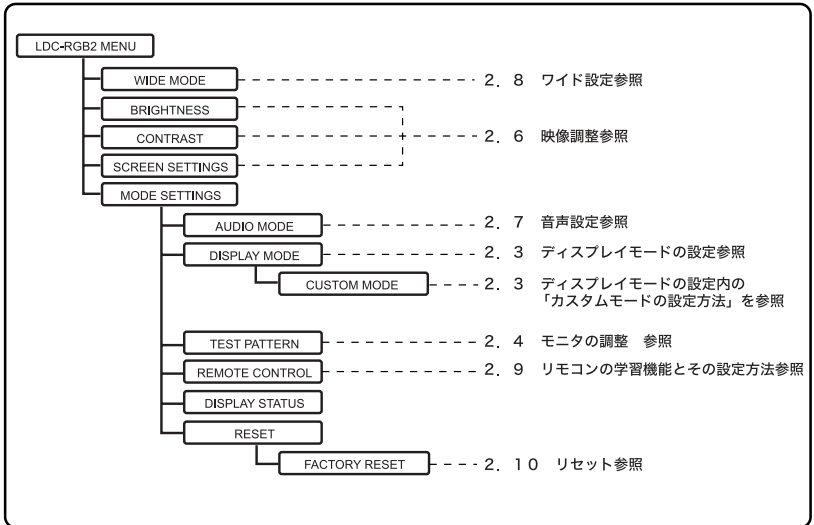 LDC-RGB2 MENU
WIDE MODE
2．8　ワイド設定参照
BRIGHTNESS
CONTRAST
2．6　映像調整参照
SCREEN SETTINGS
MODE SETTINGS
AUDIO MODE
2．7　音声設定参照
DISPLAY MODE
2．3　ディスプレイモードの設定参照
CUSTOM MODE
2．3　ディスプレイモードの設定内の
「カスタムモードの設定方法」を参照
TEST PATTERN
2．4　モニタの調整　参照
REMOTE CONTROL
2．9　リモコンの学習機能とその設定方法参照
DISPLAY STATUS
RESET
FACTORY RESET
2．１０　リセット参照